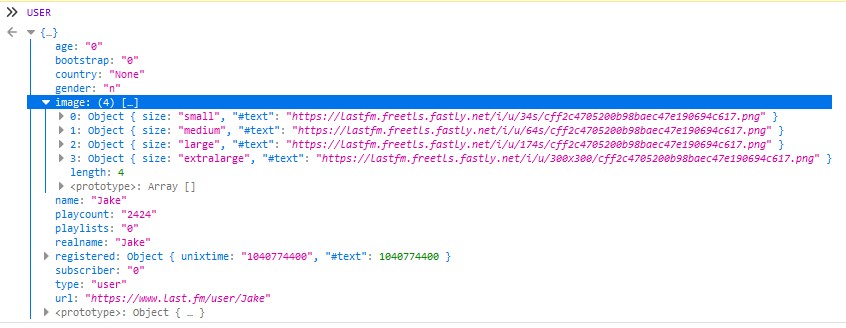 USER
{…}
age: "0"
bootstrap: "0"
country: "None"
gender: "n"
image: (4) […]
0: Object { size: "small", "#text": "https://lastfm.freetls.fastly.net/i/u/34s/cff2c4705200b98baec47e190694c617.png" }
1: Object { size: "medium", "#text": "https://lastfm.freetls.fastly.net/i/u/64s/cff2c4705200b98baec47e190694c617.png" }
2: Object { size: "large", "#text": "https://lastfm.freetls.fastly.net/i/u/174s/cff2c4705200b98baec47e190694c617.png" }
3: Object { size: "extralarge", "#text": "https://lastfm.freetls.fastly.net/i/u/300x300/cff2c4705200b98baec47e190694c617.png" }
length: 4
<prototype>: Array []
name: "Jake"
playcount: "2424"
playlists: "0"
realname: "Jake"
registered: Object { unixtime: "1040774400", "#text": 1040774400 }
subscriber: "0"
type: "user"
url: "https://www.last.fm/user/Jake"
<prototype>: Object { … }